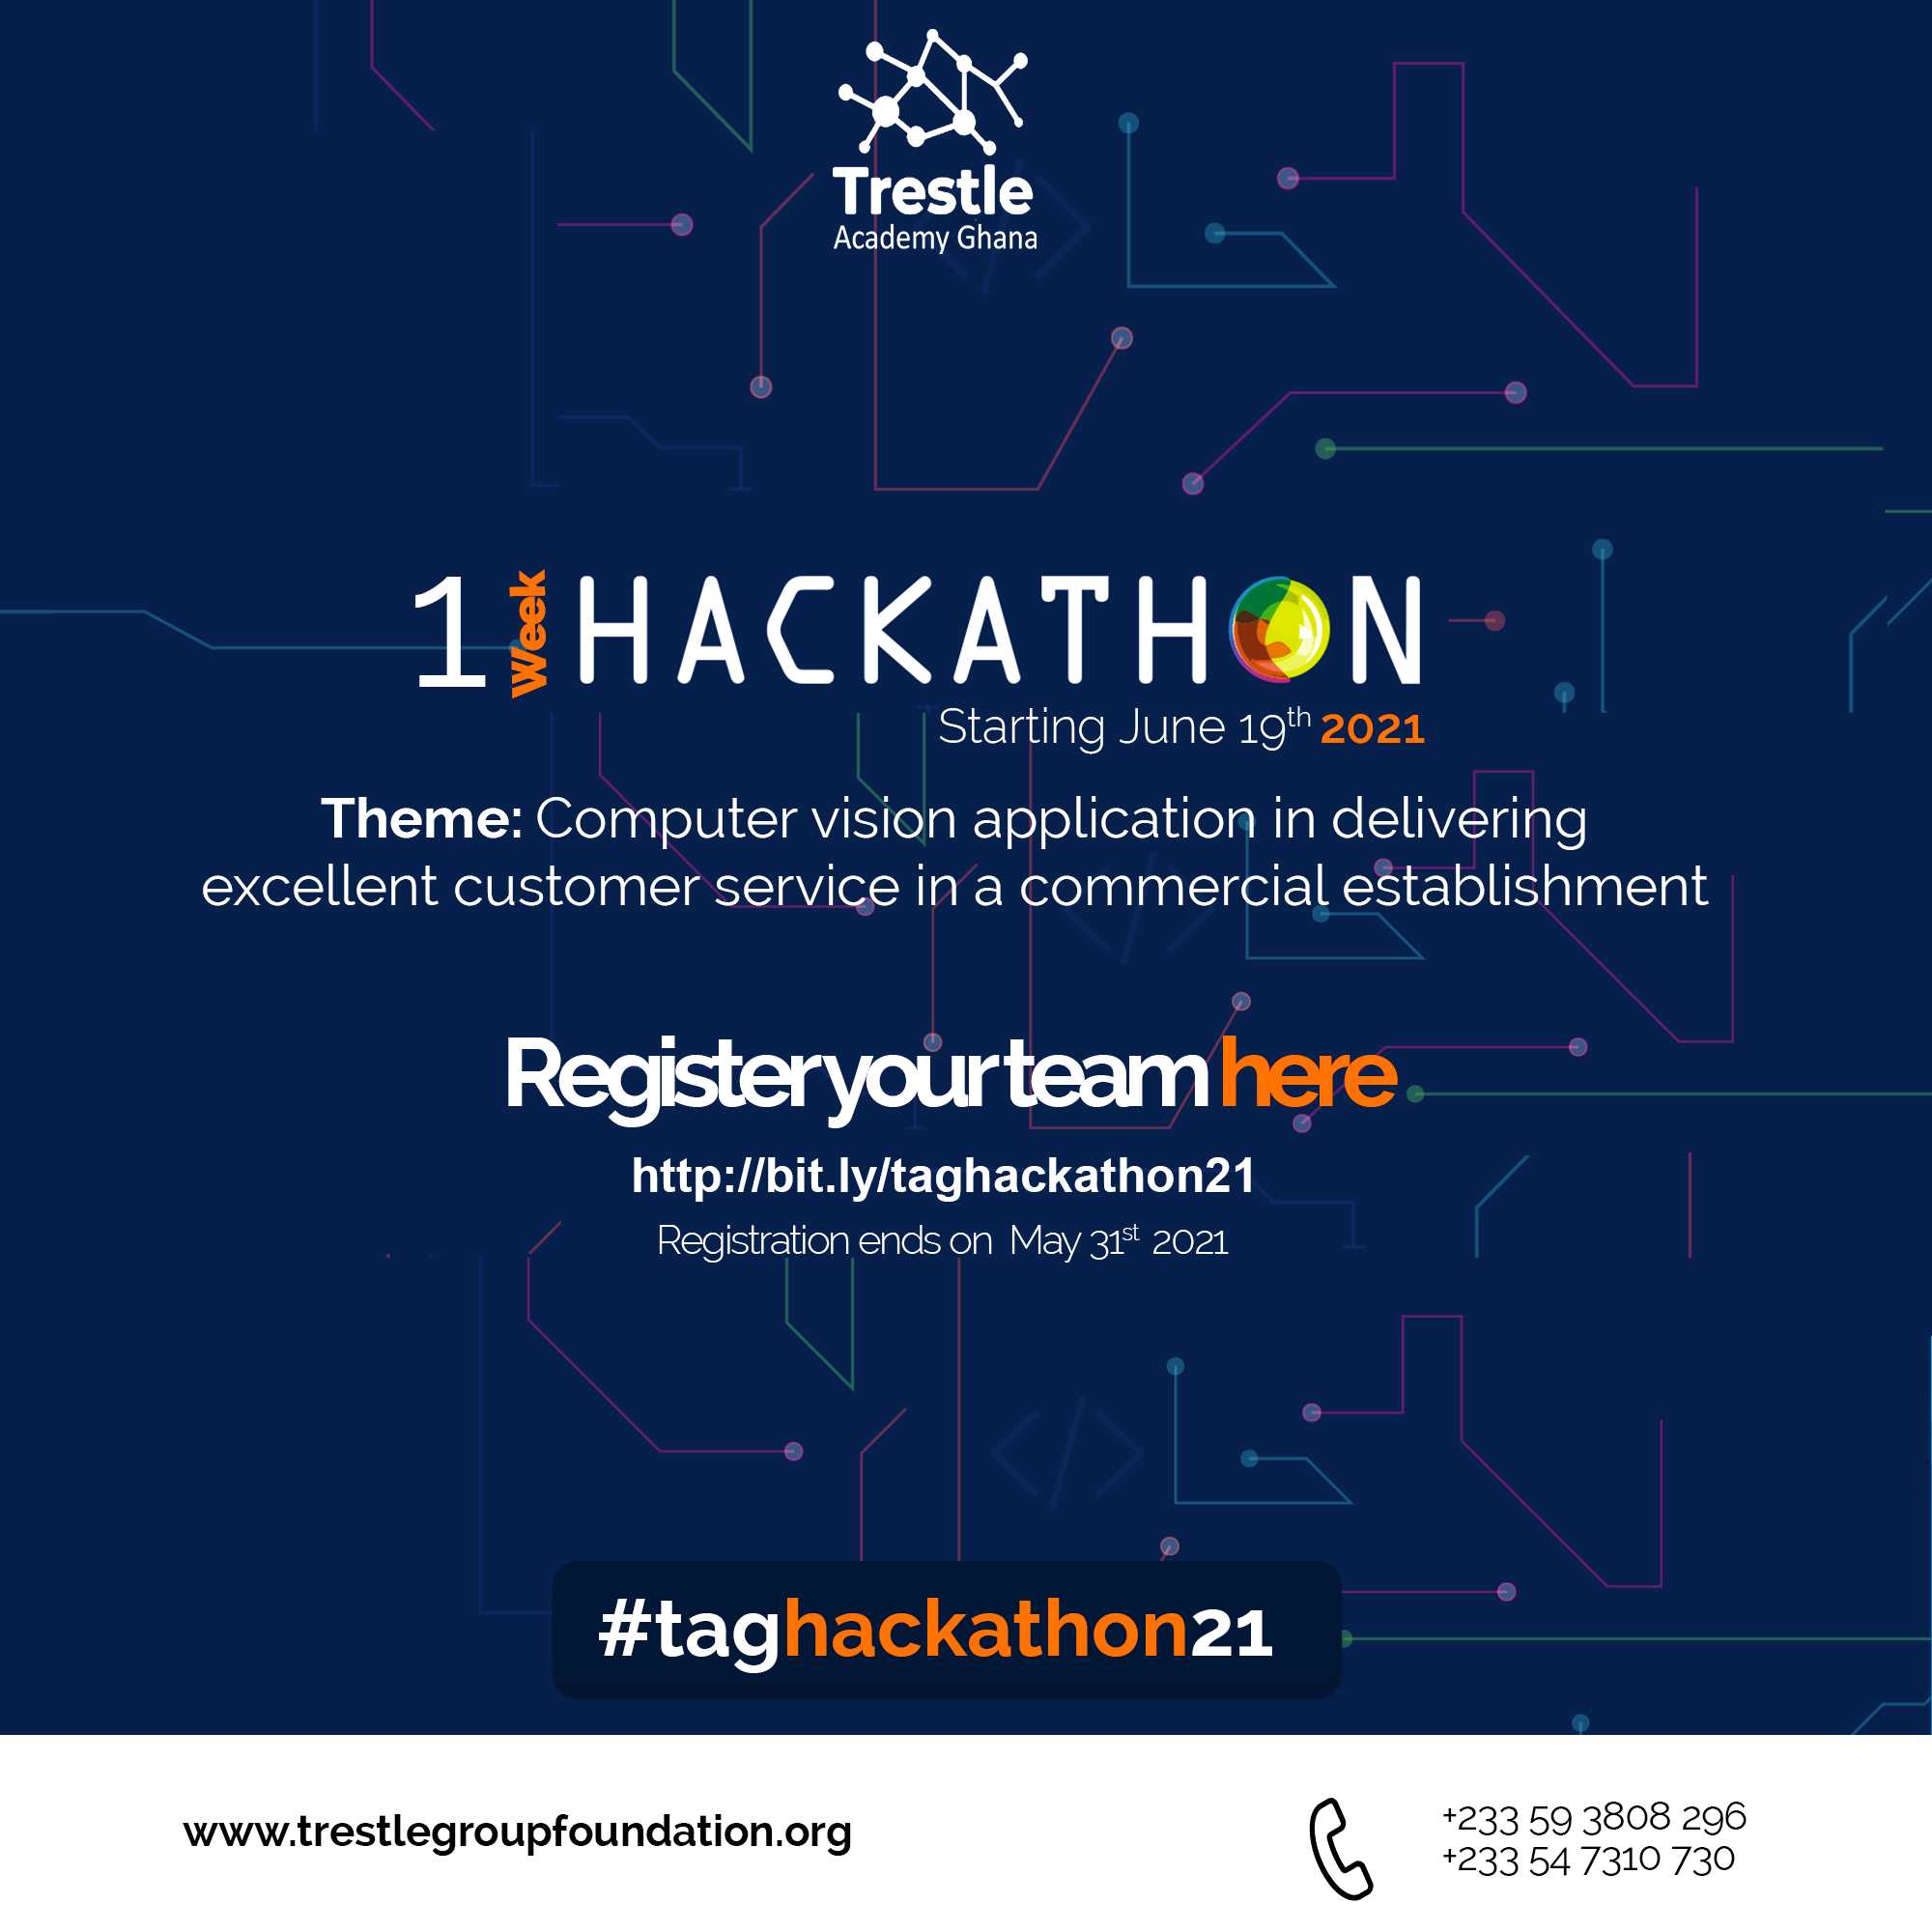 Trestle
Academy Ghana
1 Week HACKATHON
Starting June 19th 2021
Theme: Computer vision application in delivering
excellent customer service in a commercial establishment
Register your team here
http://bit.ly/taghackathon21
Registration ends on May 31st 2021
#taghackathon21
www.trestlegroupfoundation.org
+233 59 3808 296
+233 54 7310 730